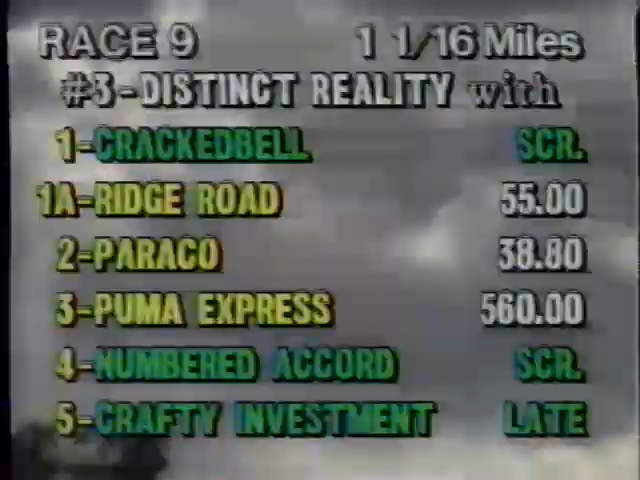 RACE 9 1 1/16 Miles
#3-DISTINCT REALITY with
1-CRACKEDBELL SCR.
1A-RIDGE ROAD 55.00
2-PARACO 38.80
3-PUMA EXPRESS 560.00
4-NUMBERED ACCORD SCR.
5-CRAFTY INVESTMENT LATE